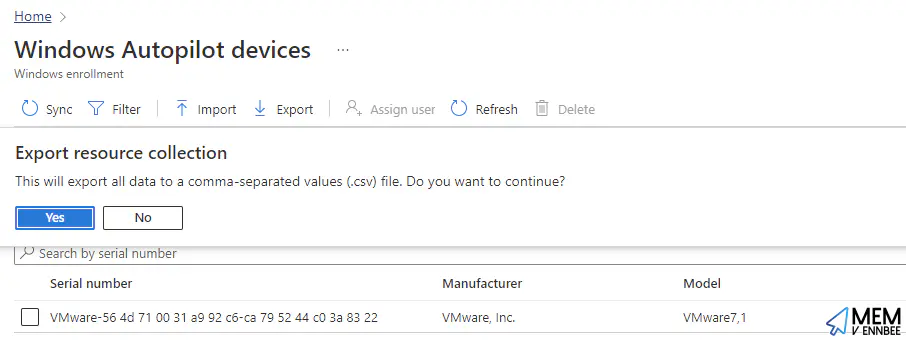 Home >
Windows Autopilot devices ...
Windows enrollment
Sync Filter Import Export Assign user Refresh Delete
Export resource collection
This will export all data to a comma-separated values (.csv) file. Do you want to continue?
Yes No
Search by serial number
Serial number Manufacturer Model
VMware-56 4d 71 00 31 a9 92 c6-ca 79 52 44 c0 3a 83 22 VMware, Inc. VMware7,1
MEM
V ENNBEE